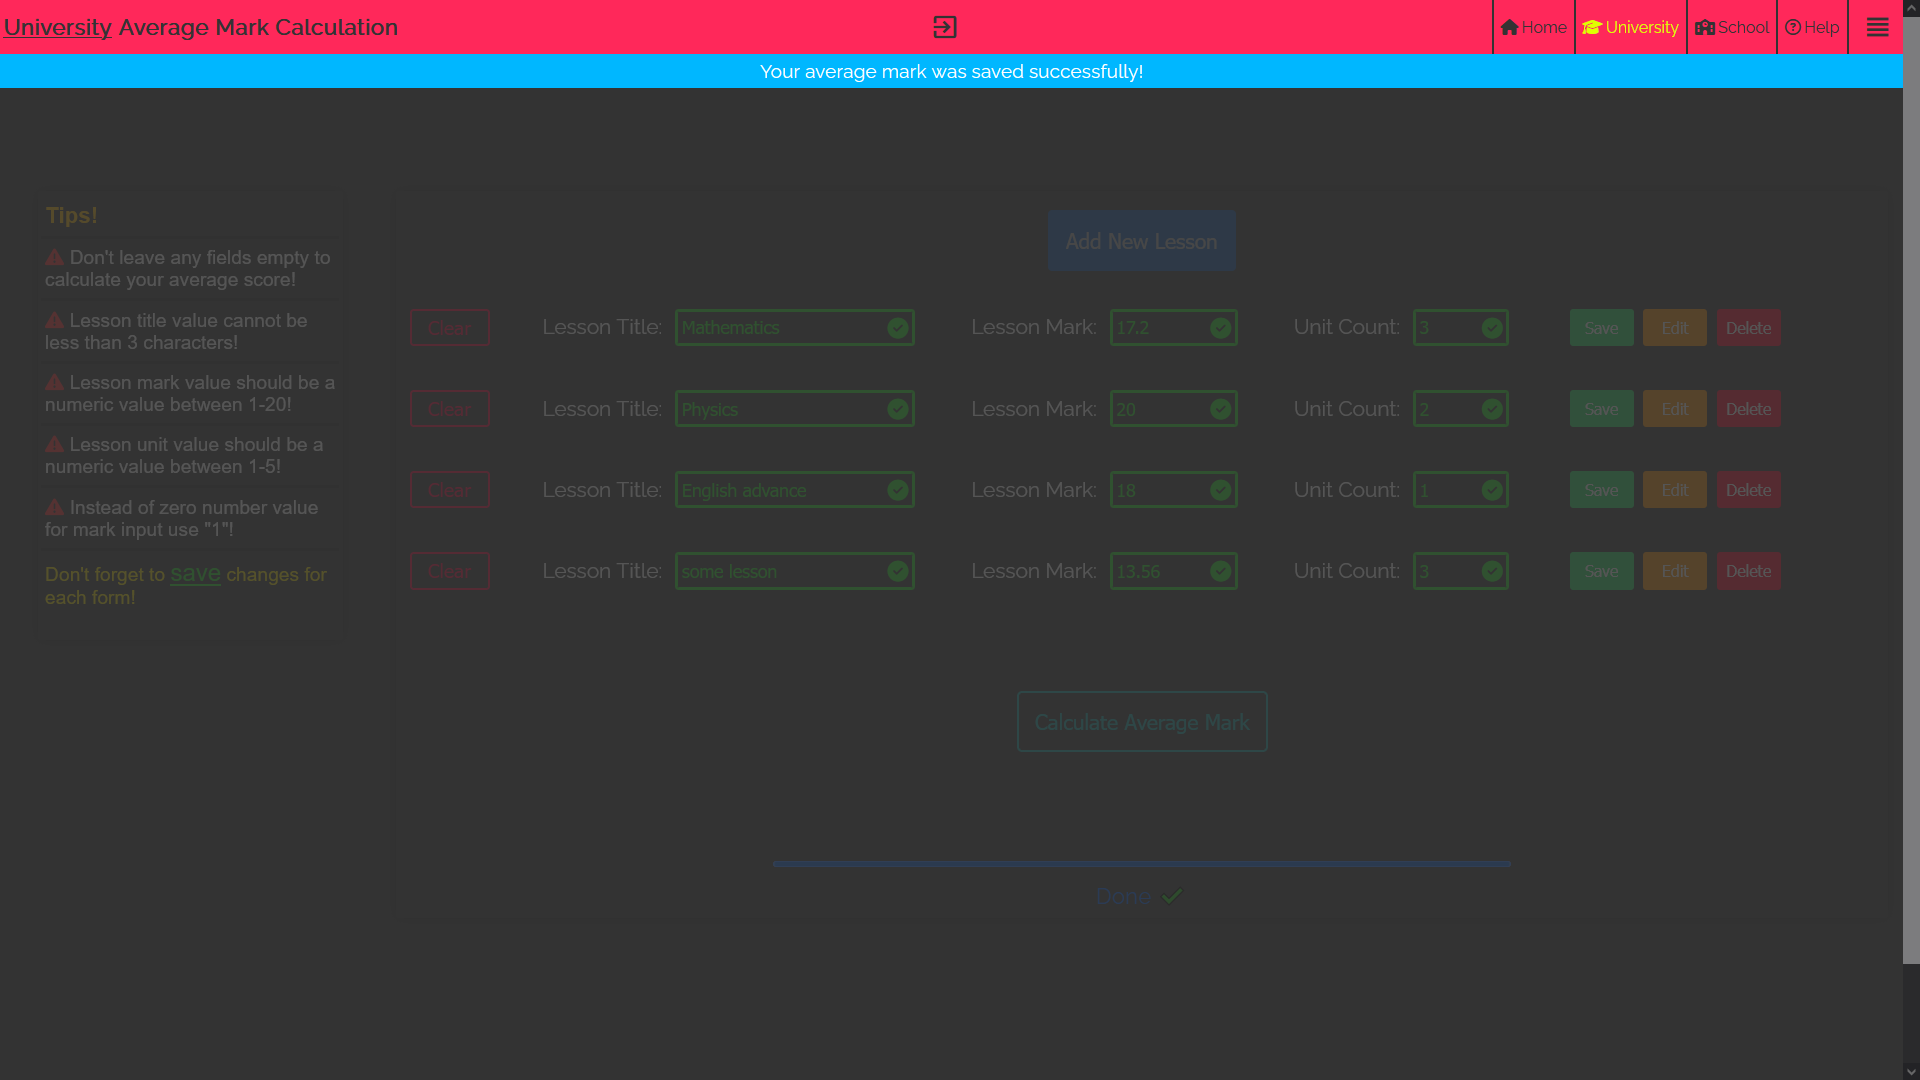 University Average Mark Calculation
Home
University
School
Help
Your average mark was saved successfully!
Tips!
Don't leave any fields empty to
calculate your average score!
Lesson title value cannot be
less than 3 characters!
Lesson mark value should be a
numeric value between 1-20!
Lesson unit value should be a
numeric value between 1-5!
Instead of zero number value
for mark input use "1"!
Don't forget to save changes for
each form!
Add New Lesson
Clear Lesson Title: Mathematics Lesson Mark: 17.2 Unit Count: 3 Save Edit Delete
Clear Lesson Title: Physics Lesson Mark: 20 Unit Count: 2 Save Edit Delete
Clear Lesson Title: English advance Lesson Mark: 18 Unit Count: 1 Save Edit Delete
Clear Lesson Title: some lesson Lesson Mark: 13.56 Unit Count: 3 Save Edit Delete
Calculate Average Mark
Done